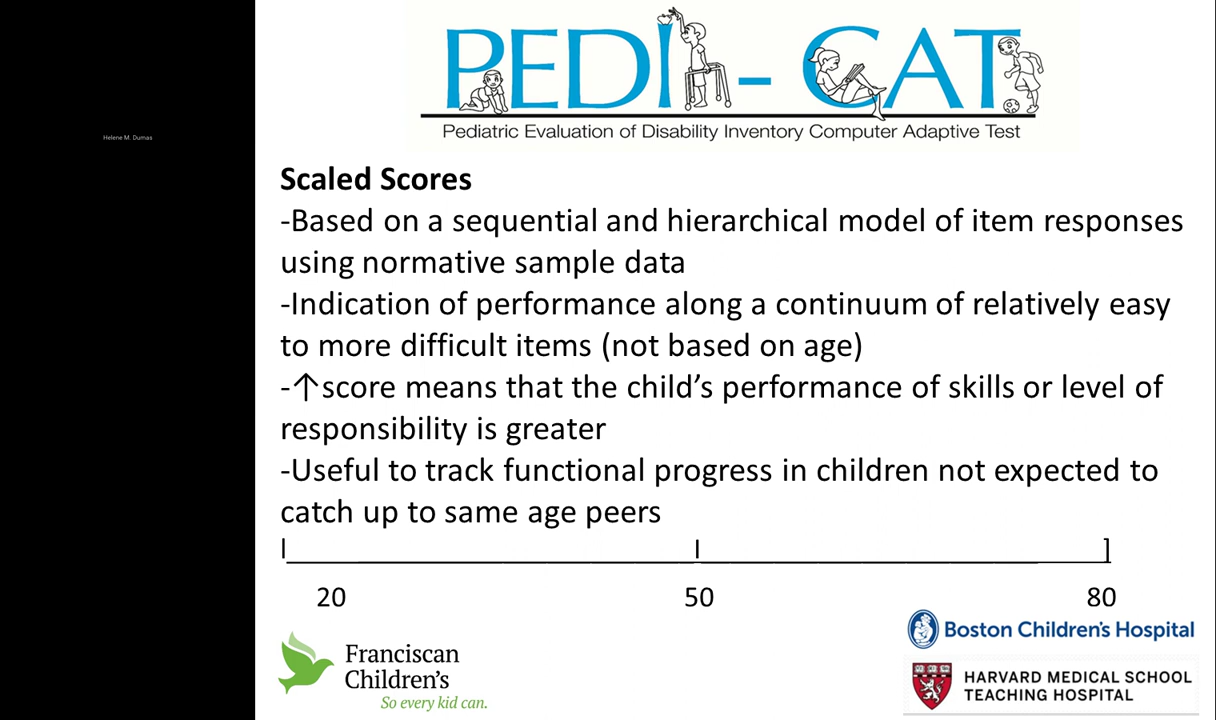 Helene M. Dumas
PEDI - CAT
Pediatric Evaluation of Disability Inventory Computer Adaptive Test
Scaled Scores
-Based on a sequential and hierarchical model of item responses
using normative sample data
-Indication of performance along a continuum of relatively easy
to more difficult items (not based on age)
-↑score means that the child’s performance of skills or level of
responsibility is greater
-Useful to track functional progress in children not expected to
catch up to same age peers
20 50 80
Franciscan
Children’s
So every kid can.
Boston Children’s Hospital
HARVARD MEDICAL SCHOOL
TEACHING HOSPITAL